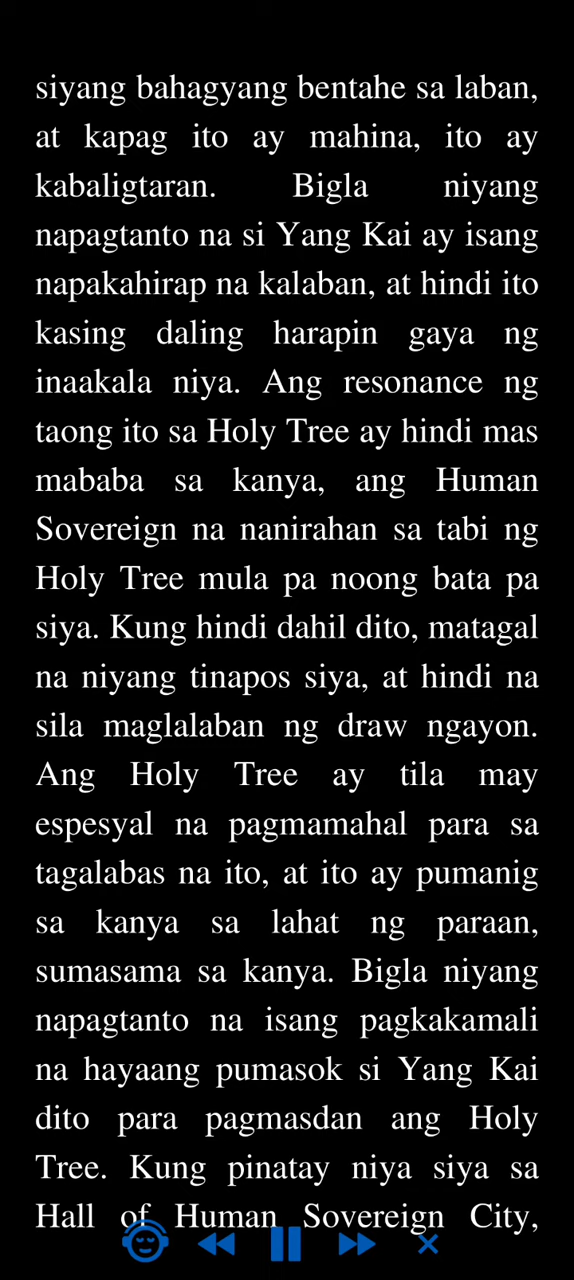 siyang bahagyang bentahe sa laban,
at kapag ito ay mahina, ito ay
kabaligtaran. Bigla niyang
napagtanto na si Yang Kai ay isang
napakahirap na kalaban, at hindi ito
kasing daling harapin gaya ng
inaakala niya. Ang resonance ng
taong ito sa Holy Tree ay hindi mas
mababa sa kanya, ang Human
Sovereign na nanirahan sa tabi ng
Holy Tree mula pa noong bata pa
siya. Kung hindi dahil dito, matagal
na niyang tinapos siya, at hindi na
sila maglalaban ng draw ngayon.
Ang Holy Tree ay tila may
espesyal na pagmamahal para sa
tagalabas na ito, at ito ay pumanig
sa kanya sa lahat ng paraan,
sumasama sa kanya. Bigla niyang
napagtanto na isang pagkakamali
na hayaang pumasok si Yang Kai
dito para pagmasdan ang Holy
Tree. Kung pinatay niya siya sa
Hall of Human Sovereign City,